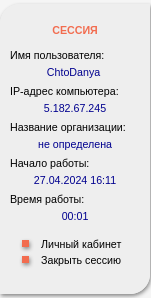 СЕССИЯ
Имя пользователя:
ChtoDanya
IP-адрес компьютера:
5.182.67.245
Название организации:
не определена
Начало работы:
27.04.2024 16:11
Время работы:
00:01
Личный кабинет
Закрыть сессию